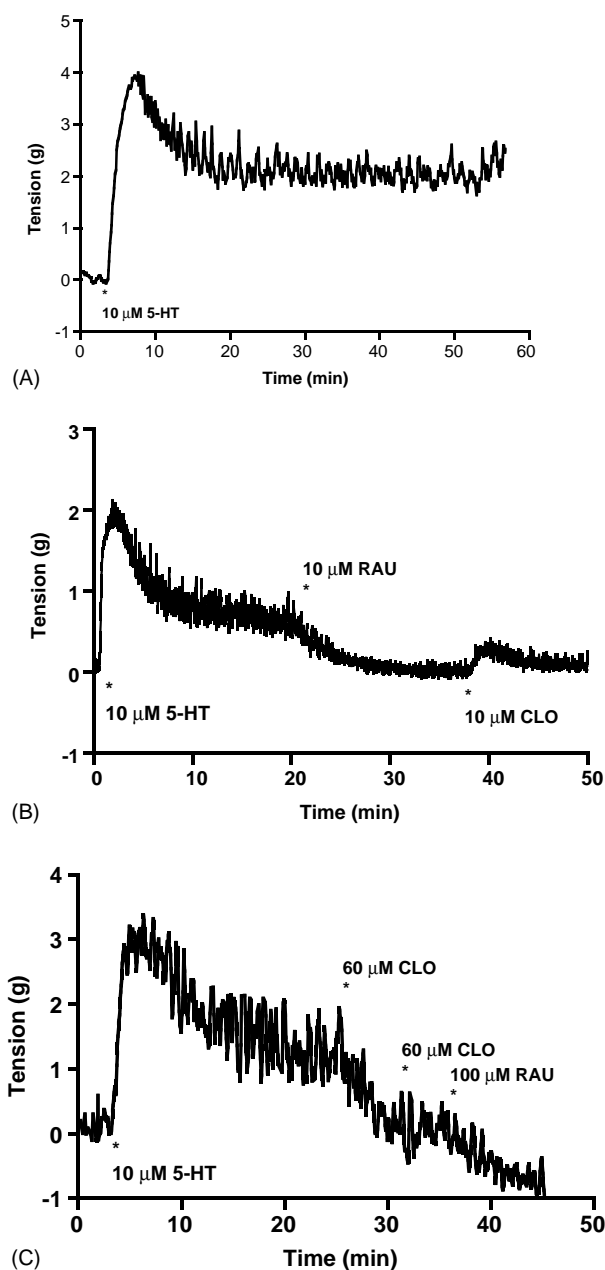 5
4
3
2
1
0
-1
Tension (g)
*
10 μM 5-HT
0 10 20 30 40 50 60
Time (min)
(A)
3
2
1
0
-1
Tension (g)
10 μM RAU
*
*
10 μM 5-HT
*
10 μM CLO
0 10 20 30 40 50
Time (min)
(B)
4
3
2
1
0
-1
Tension (g)
60 μM CLO
*
60 μM CLO
*
100 μM RAU
*
*
10 μM 5-HT
0 10 20 30 40 50
Time (min)
(C)